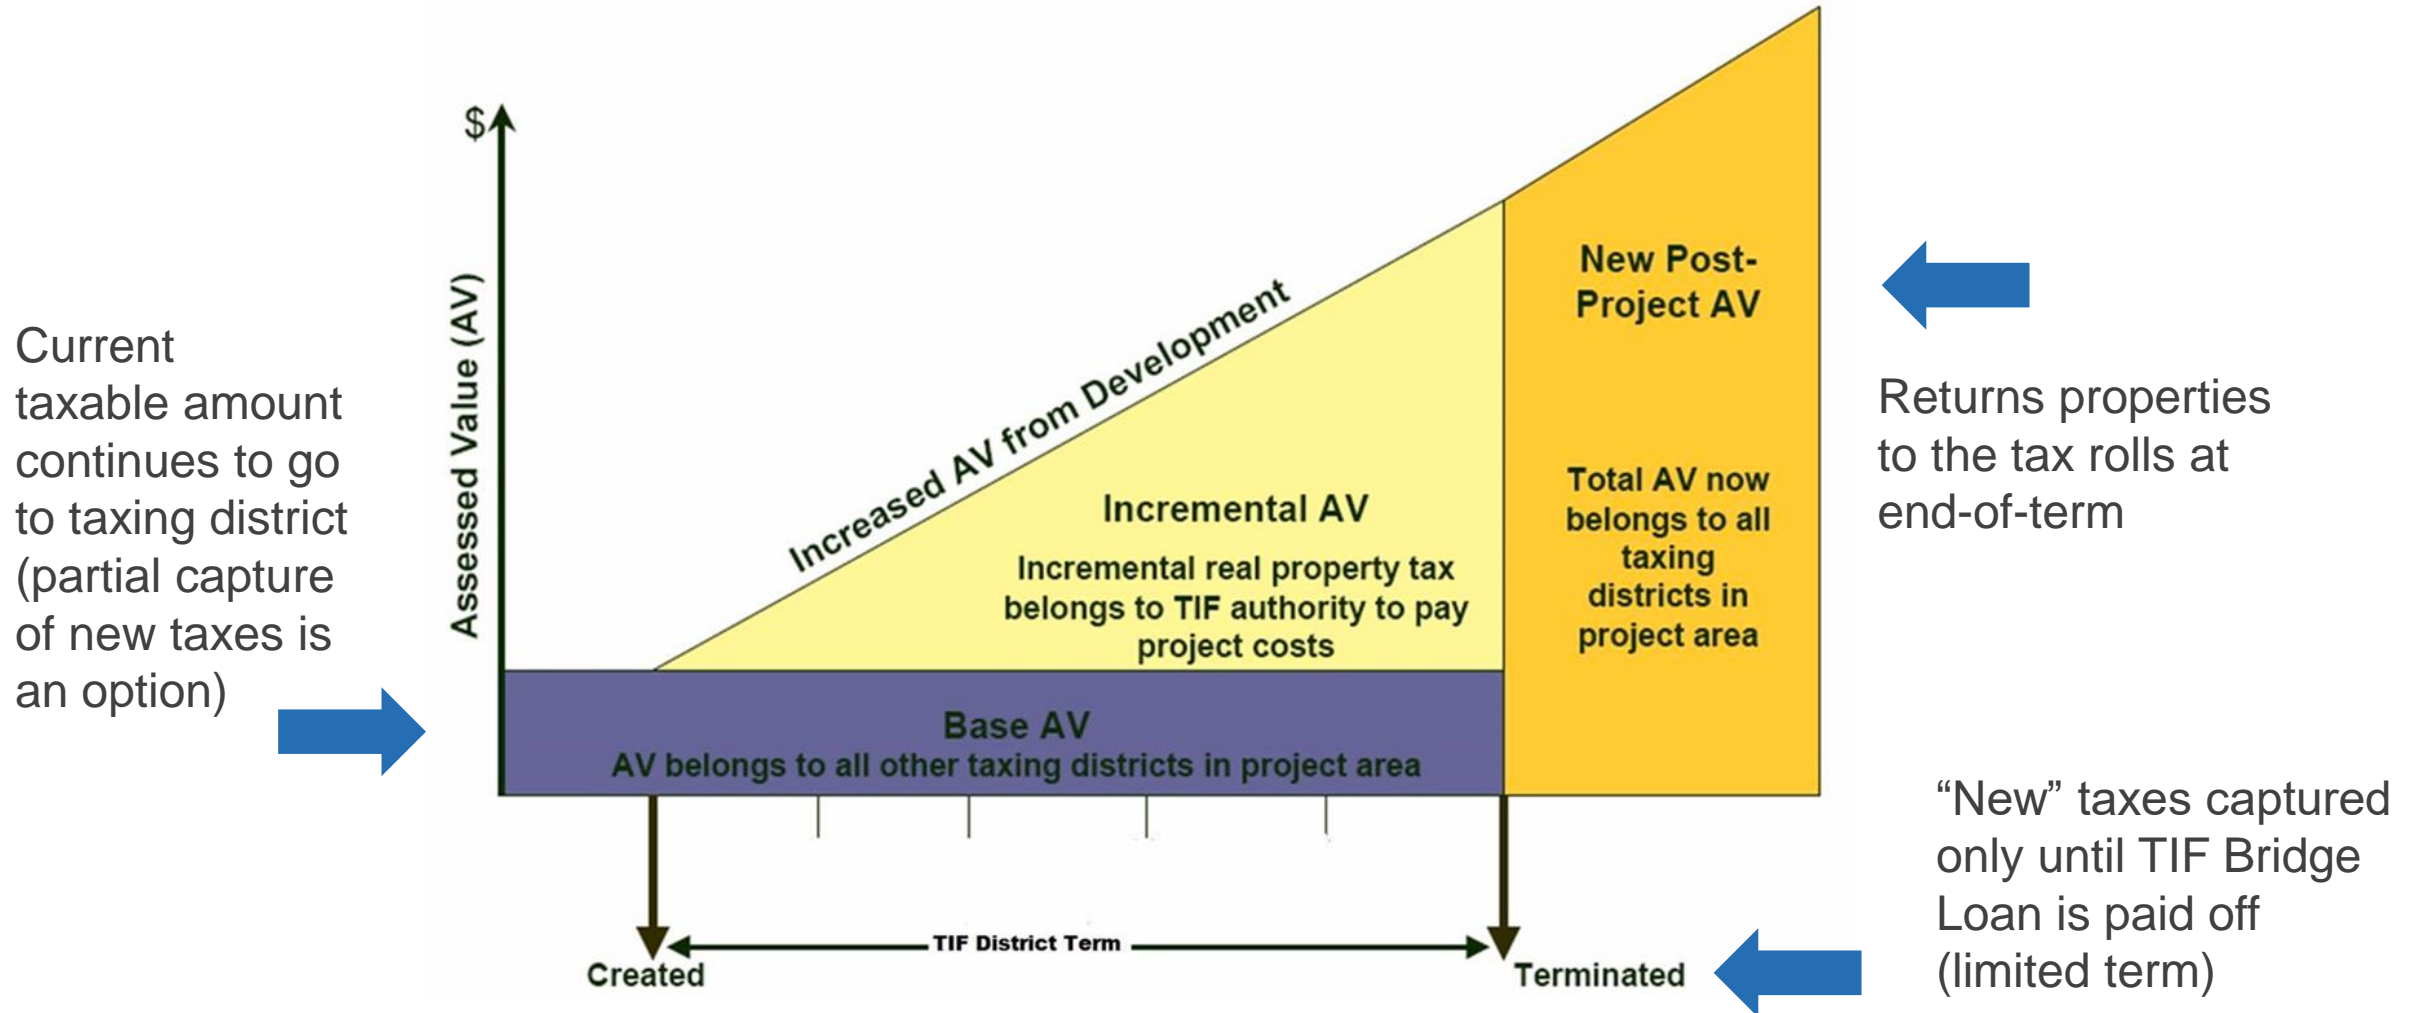 Current
taxable amount
continues to go
to taxing district
(partial capture
of new taxes is
an option)
$
Assessed Value (AV)
Increased AV from Development
Incremental AV
Incremental real property tax
belongs to TIF authority to pay
project costs
Base AV
AV belongs to all other taxing districts in project area
New Post-
Project AV
Total AV now
belongs to all
taxing
districts in
project area
Returns properties
to the tax rolls at
end-of-term
TIF District Term
Created
Terminated
“New” taxes captured
only until TIF Bridge
Loan is paid off
(limited term)